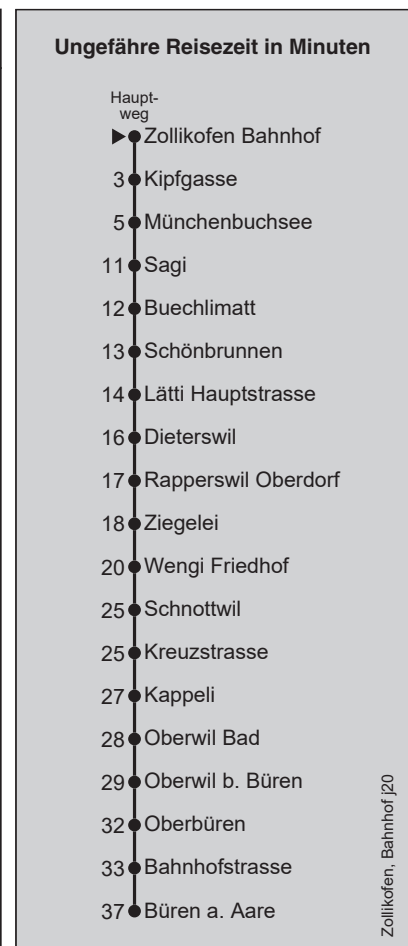 Ungefähre Reisezeit in Minuten
Haupt-
weg
Zollikofen Bahnhof
3 Kipfgasse
5 Münchenbuchsee
11 Sagi
12 Buechlimatt
13 Schönbrunnen
14 Lätti Hauptstrasse
16 Dieterswil
17 Rapperswil Oberdorf
18 Ziegelei
20 Wengi Friedhof
25 Schnottwil
25 Kreuzstrasse
27 Kappeli
28 Oberwil Bad
29 Oberwil b. Büren
32 Oberbüren
33 Bahnhofstrasse
37 Büren a. Aare
Zollikofen, Bahnhof j20